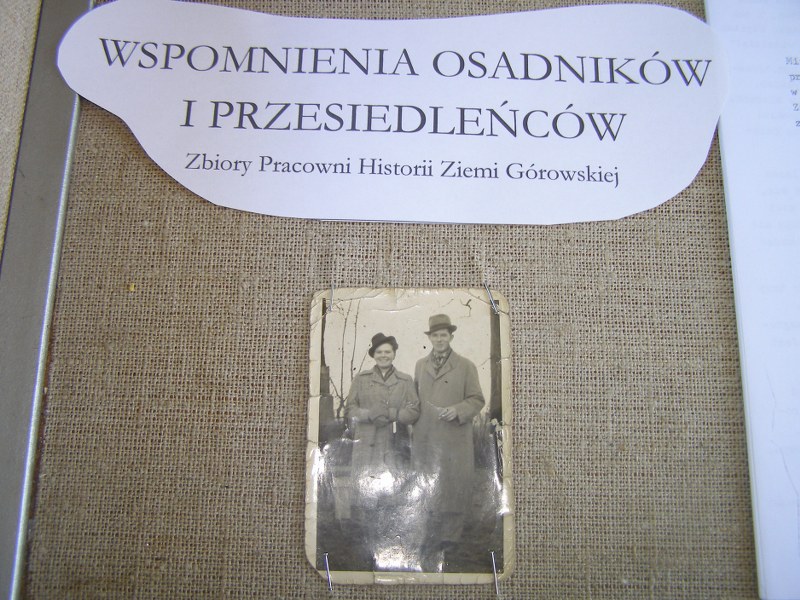 WSPOMNIENIA OSADNIKÓW
I PRZESIEDLEŃCÓW
Zbiory Pracowni Historii Ziemi Górowskiej